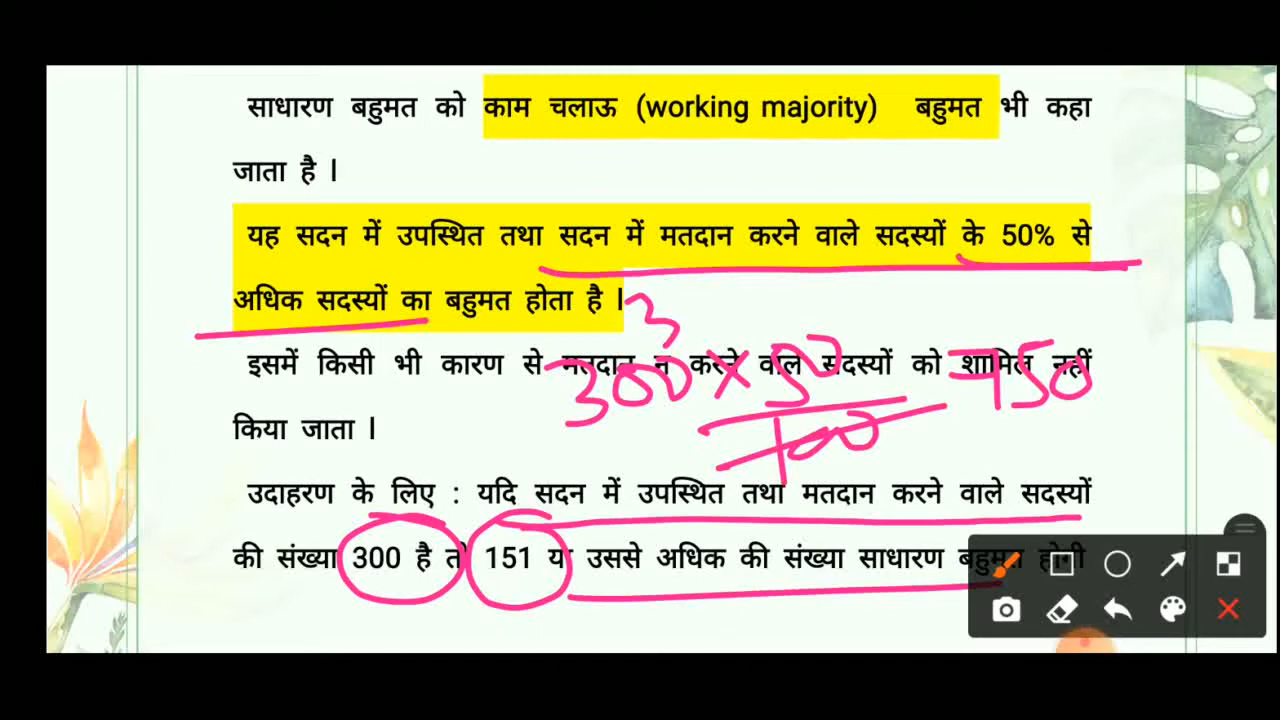 साधारण बहुमत को काम चलाऊ (working majority) बहुमत भी कहा
जाता है ।
यह सदन में उपस्थित तथा सदन में मतदान करने वाले सदस्यों के 50% से
अधिक सदस्यों का बहुमत होता है ।
3
इसमें किसी भी कारण से मतदान न करने वाले सदस्यों को शामिल नहीं
300 × 50
100
= 150
किया जाता ।
उदाहरण के लिए : यदि सदन में उपस्थित तथा मतदान करने वाले सदस्यों
की संख्या 300 है तो 151 या उससे अधिक की संख्या साधारण बहुमत होगी